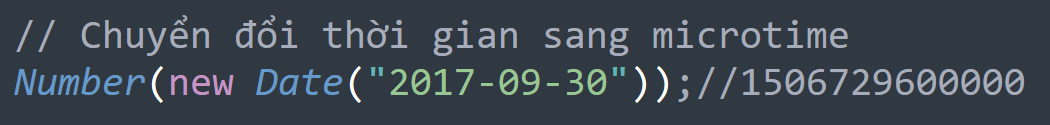 // Chuyển đổi thời gian sang microtime
Number(new Date("2017-09-30"));//1506729600000